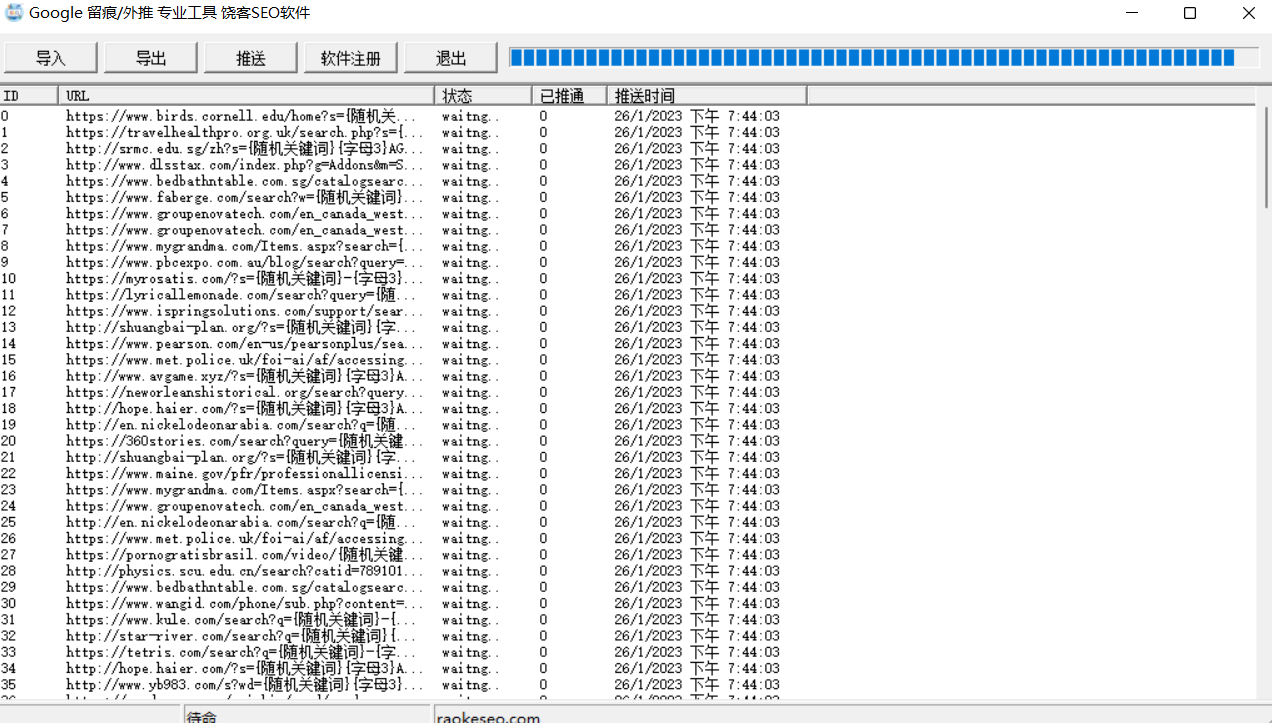 Google 留痕/外推 专业工具 饶客SEO软件
导入 导出 推送 软件注册 退出
ID URL 状态 已推通 推送时间
0 https://www.birds.cornell.edu/home?s={随机关... waitng.. 0 26/1/2023 下午 7:44:03
1 https://travelhealthpro.org.uk/search.php?s={... waitng.. 0 26/1/2023 下午 7:44:03
2 http://srmc.edu.sg/zh?s={随机关键词}{字母3}AG... waitng.. 0 26/1/2023 下午 7:44:03
3 http://www.dlsstax.com/index.php?g=Addons&m=S... waitng.. 0 26/1/2023 下午 7:44:03
4 https://www.bedbathntable.com.sg/catalogsearc... waitng.. 0 26/1/2023 下午 7:44:03
5 https://www.faberge.com/search?w={随机关键词}... waitng.. 0 26/1/2023 下午 7:44:03
6 https://www.groupenovatech.com/en_canada_west... waitng.. 0 26/1/2023 下午 7:44:03
7 https://www.groupenovatech.com/en_canada_west... waitng.. 0 26/1/2023 下午 7:44:03
8 https://www.mygrandma.com/Items.aspx?search={... waitng.. 0 26/1/2023 下午 7:44:03
9 https://www.pbcexpo.com.au/blog/search?query=... waitng.. 0 26/1/2023 下午 7:44:03
10 https://myrosatis.com/?s={随机关键词}-{字母3}... waitng.. 0 26/1/2023 下午 7:44:03
11 https://lyricallemonade.com/search?query={随... waitng.. 0 26/1/2023 下午 7:44:03
12 https://www.ispringsolutions.com/support/sear... waitng.. 0 26/1/2023 下午 7:44:03
13 http://shuangbai-plan.org/?s={随机关键词}{字... waitng.. 0 26/1/2023 下午 7:44:03
14 https://www.pearson.com/en-us/pearsonplus/sea... waitng.. 0 26/1/2023 下午 7:44:03
15 https://www.met.police.uk/foi-ai/af/accessing... waitng.. 0 26/1/2023 下午 7:44:03
16 http://www.avgame.xyz/?s={随机关键词}{字母3}A... waitng.. 0 26/1/2023 下午 7:44:03
17 https://neworleanshistorical.org/search?query... waitng.. 0 26/1/2023 下午 7:44:03
18 http://hope.haier.com/?s={随机关键词}{字母3}A... waitng.. 0 26/1/2023 下午 7:44:03
19 http://en.nickelodeonarabia.com/search?q={随... waitng.. 0 26/1/2023 下午 7:44:03
20 https://360stories.com/search?query={随机关键... waitng.. 0 26/1/2023 下午 7:44:03
21 http://shuangbai-plan.org/?s={随机关键词}{字... waitng.. 0 26/1/2023 下午 7:44:03
22 https://www.maine.gov/pfr/professionallicensi... waitng.. 0 26/1/2023 下午 7:44:03
23 https://www.mygrandma.com/Items.aspx?search={... waitng.. 0 26/1/2023 下午 7:44:03
24 https://www.groupenovatech.com/en_canada_west... waitng.. 0 26/1/2023 下午 7:44:03
25 http://en.nickelodeonarabia.com/search?q={随... waitng.. 0 26/1/2023 下午 7:44:03
26 https://www.met.police.uk/foi-ai/af/accessing... waitng.. 0 26/1/2023 下午 7:44:03
27 https://pornogratisbrasil.com/video/{随机关键... waitng.. 0 26/1/2023 下午 7:44:03
28 http://physics.scu.edu.cn/search?catid=789101... waitng.. 0 26/1/2023 下午 7:44:03
29 https://www.bedbathntable.com.sg/catalogsearc... waitng.. 0 26/1/2023 下午 7:44:03
30 https://www.wangid.com/phone/sub.php?content=... waitng.. 0 26/1/2023 下午 7:44:03
31 https://www.kule.com/search?q={随机关键词}-{... waitng.. 0 26/1/2023 下午 7:44:03
32 http://star-river.com/search?q={随机关键词}{... waitng.. 0 26/1/2023 下午 7:44:03
33 https://tetris.com/search?q={随机关键词}-{字... waitng.. 0 26/1/2023 下午 7:44:03
34 http://hope.haier.com/?s={随机关键词}{字母3}A... waitng.. 0 26/1/2023 下午 7:44:03
35 http://www.yb983.com/s?wd={随机关键词}{字母3}... waitng.. 0 26/1/2023 下午 7:44:03
待命 raokeseo.com